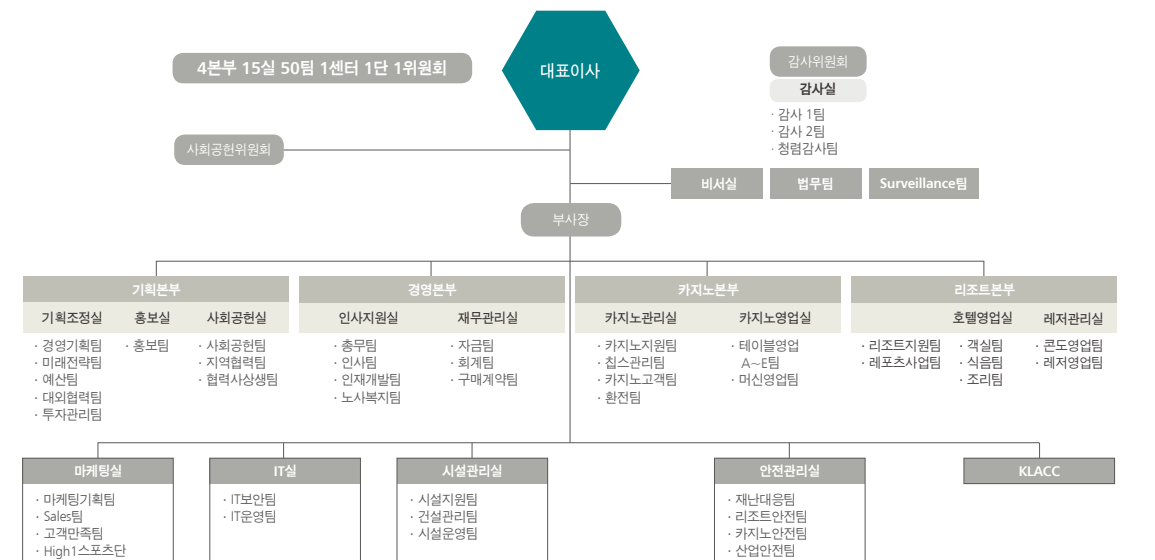 4본부 15실 50팀 1센터 1단 1위원회
대표이사
감사위원회
감사실
· 감사 1팀
· 감사 2팀
· 청렴감사팀
사회공헌위원회
비서실
법무팀
Surveillance팀
부사장
기획본부
기획조정실
· 경영기획팀
· 미래전략팀
· 예산팀
· 대외협력팀
· 투자관리팀
홍보실
· 홍보팀
사회공헌실
· 사회공헌팀
· 지역협력팀
· 협력사상생팀
경영본부
인사지원실
· 총무팀
· 인사팀
· 인재개발팀
· 노사복지팀
재무관리실
· 자금팀
· 회계팀
· 구매계약팀
카지노본부
카지노관리실
· 카지노지원팀
· 칩스관리팀
· 카지노고객팀
· 환전팀
카지노영업실
· 테이블영업
A~E팀
· 머신영업팀
리조트본부
· 리조트지원팀
· 레포츠사업팀
호텔영업실
· 객실팀
· 식음팀
· 조리팀
레저관리실
· 콘도영업팀
· 레저영업팀
마케팅실
· 마케팅기획팀
· Sales팀
· 고객만족팀
· High1스포츠단
IT실
· IT보안팀
· IT운영팀
시설관리실
· 시설지원팀
· 건설관리팀
· 시설운영팀
안전관리실
· 재난대응팀
· 리조트안전팀
· 카지노안전팀
· 산업안전팀
KLACC